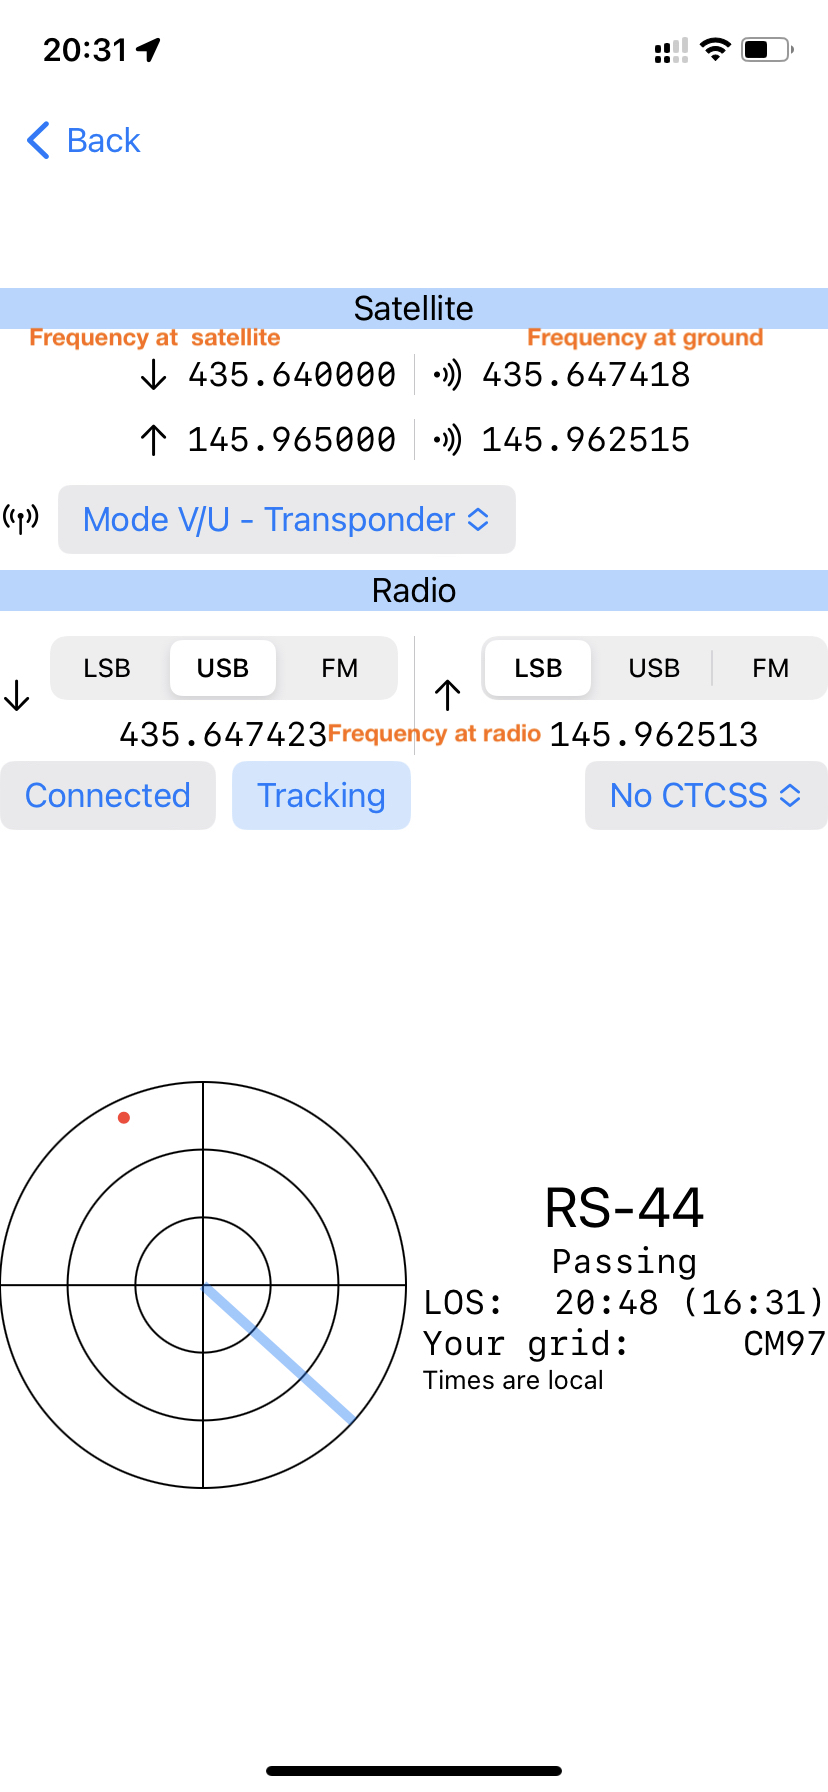 20:31
Back
Satellite
Frequency at satellite Frequency at ground
435.640000 435.647418
145.965000 145.962515
Mode V/U - Transponder
Radio
LSB USB FM LSB USB FM
435.647423 Frequency at radio 145.962513
Connected Tracking No CTCSS
RS-44
Passing
LOS: 20:48 (16:31)
Your grid: CM97
Times are local